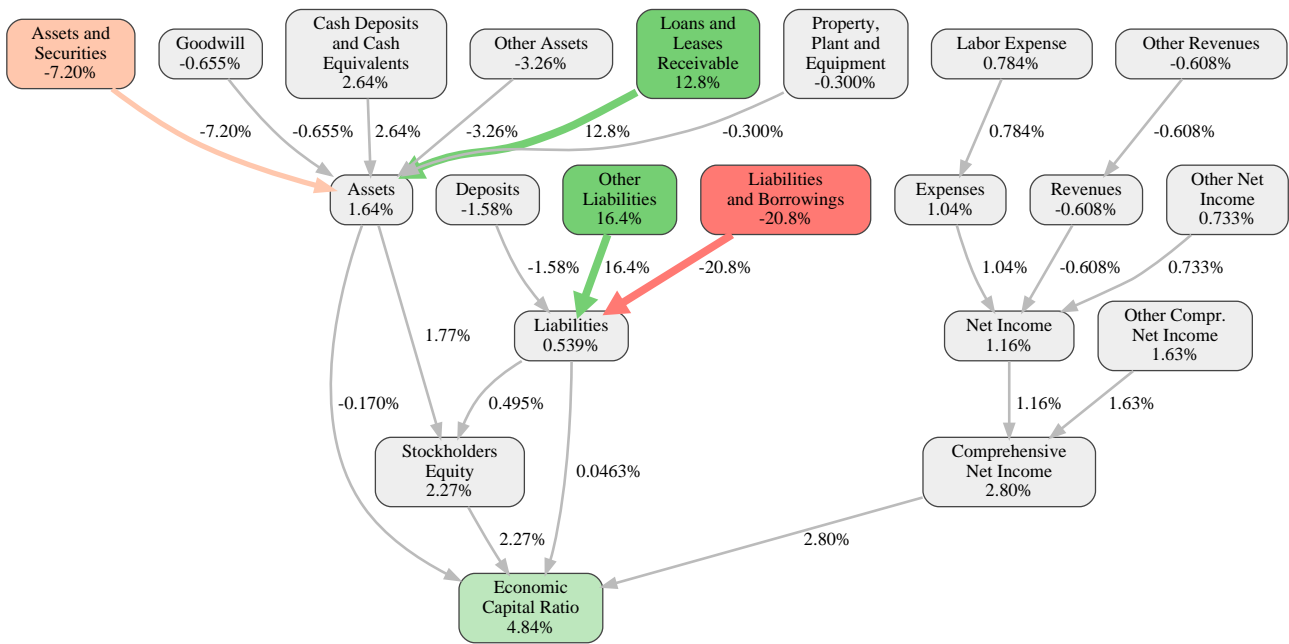 Assets and
Securities
-7.20%
Goodwill
-0.655%
Cash Deposits
and Cash
Equivalents
2.64%
Other Assets
-3.26%
Loans and
Leases
Receivable
12.8%
Property,
Plant and
Equipment
-0.300%
Labor Expense
0.784%
Other Revenues
-0.608%
-7.20%
-0.655%
2.64%
-3.26%
12.8%
-0.300%
0.784%
-0.608%
Assets
1.64%
Deposits
-1.58%
Other
Liabilities
16.4%
Liabilities
and Borrowings
-20.8%
Expenses
1.04%
Revenues
-0.608%
Other Net
Income
0.733%
-1.58%
16.4%
-20.8%
1.04%
-0.608%
0.733%
1.77%
Liabilities
0.539%
Net Income
1.16%
Other Compr.
Net Income
1.63%
-0.170%
0.495%
1.16%
1.63%
Stockholders
Equity
2.27%
0.0463%
Comprehensive
Net Income
2.80%
2.27%
2.80%
Economic
Capital Ratio
4.84%